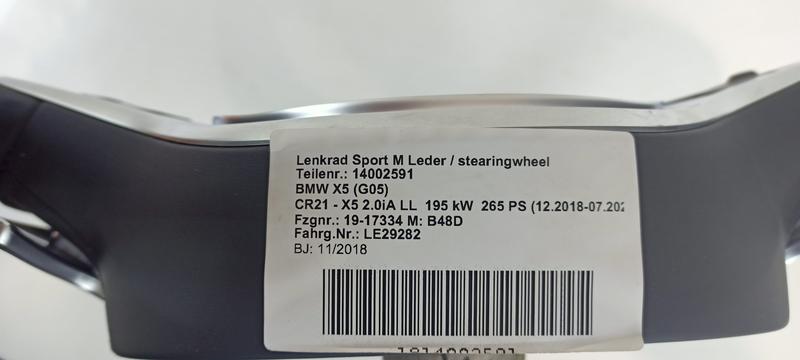 Lenkrad Sport M Leder / stearingwheel
Teilenr.: 14002591
BMW X5 (G05)
CR21 - X5 2.0iA LL 195 kW 265 PS (12.2018-07.202
Fzgnr.: 19-17334 M: B48D
Fahrg.Nr.: LE29282
BJ: 11/2018